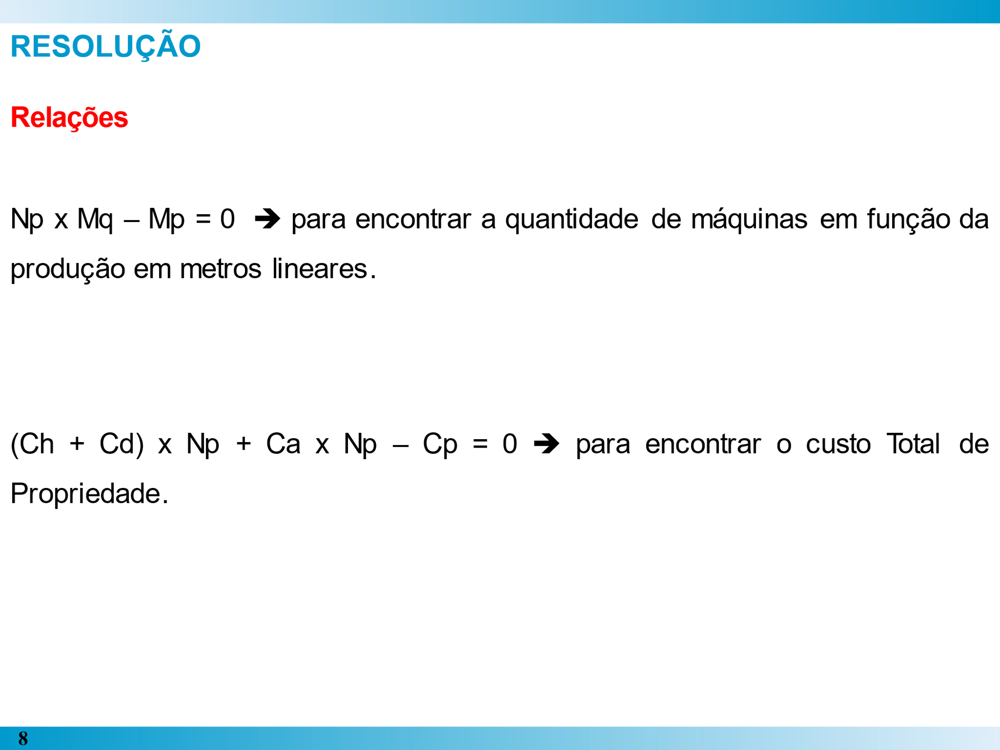 RESOLUÇÃO
Relações
Np x Mq – Mp = 0 ➔ para encontrar a quantidade de máquinas em função da
produção em metros lineares.
(Ch + Cd) x Np + Ca x Np – Cp = 0 ➔ para encontrar o custo Total de
Propriedade.
8